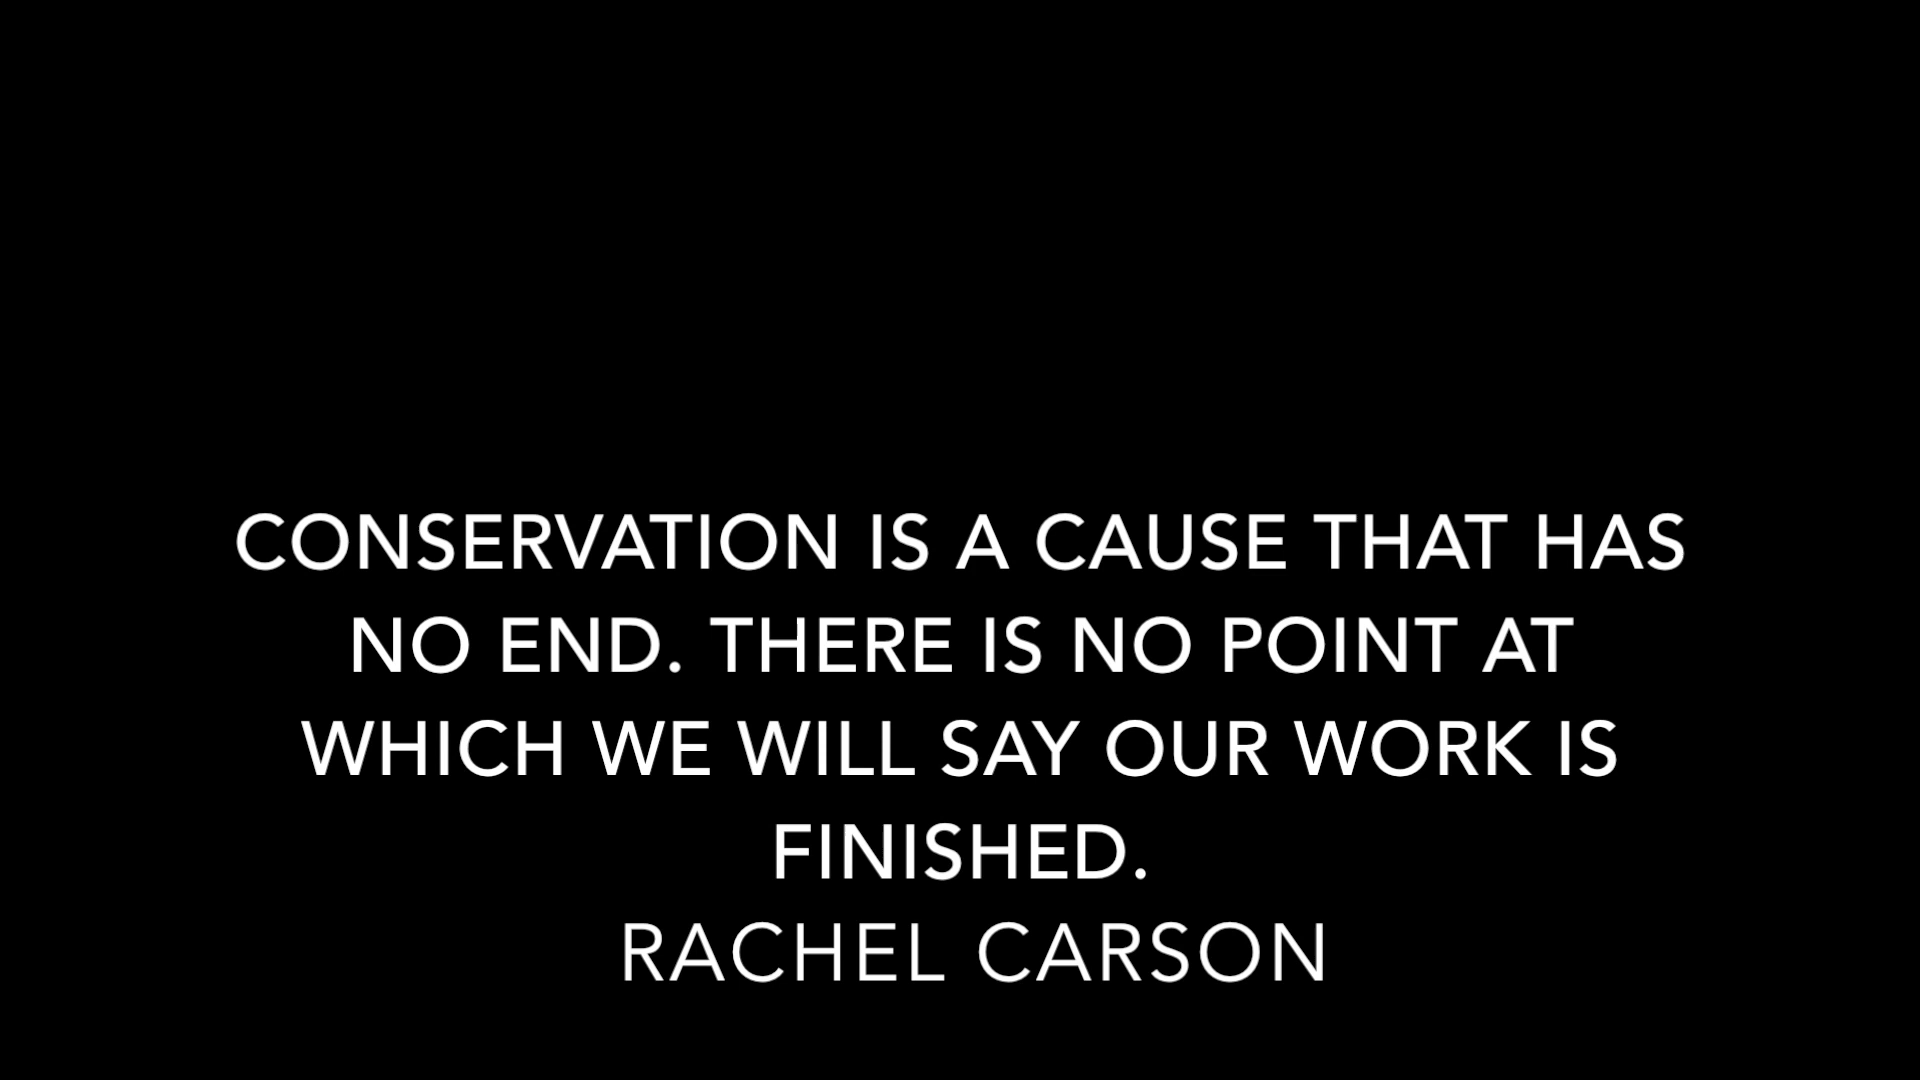 CONSERVATION IS A CAUSE THAT HAS
NO END. THERE IS NO POINT AT
WHICH WE WILL SAY OUR WORK IS
FINISHED.
RACHEL CARSON